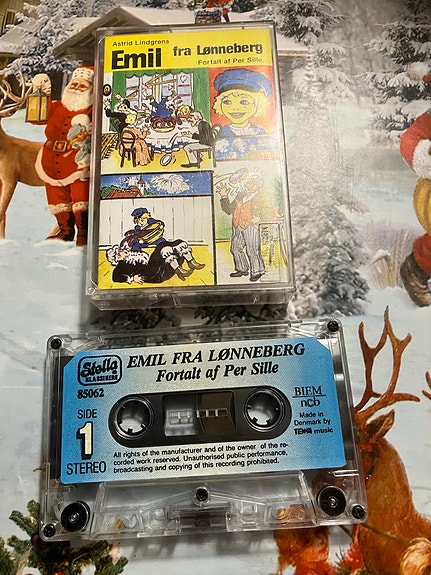 Astrid Lindgrens
Emil fra Lønneberg
Fortalt af Per Sille.
Stella
KLASSIKERE
85062
EMIL FRA LØNNEBERG
Fortalt af Per Sille
SIDE
1
STEREO
BIEM
ncb
Made in
Denmark by
TEWA music
All rights of the manufacturer and of the owner of the re-
corded work reserved. Unauthorised public performance,
broadcasting and copying of this recording prohibited.